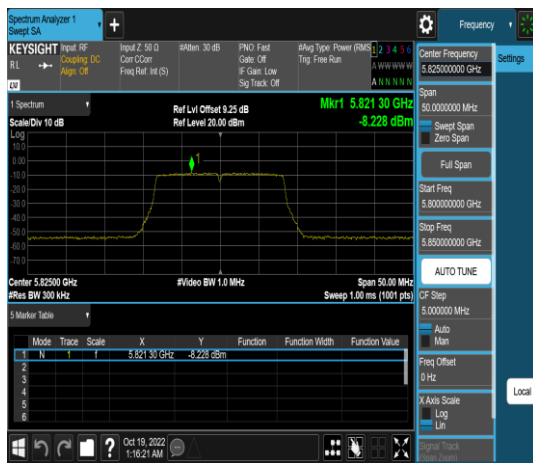 Spectrum Analyzer 1
Swept SA
+
Frequency
KEYSIGHT
RL
Input: RF
Coupling: DC
Align: Off
Input Z: 50 Ω
Corr CCorr
Freq Ref: Int (S)
#Atten: 30 dB
PNO: Fast
Gate: Off
IF Gain: Low
Sig Track: Off
#Avg Type: Power (RMS
Trig: Free Run
1 2 3 4 5 6
A W W W W W
A N N N N N
LXI
1 Spectrum
Scale/Div 10 dB
Ref Lvl Offset 9.25 dB
Ref Level 20.00 dBm
Mkr1 5.821 30 GHz
-8.228 dBm
Log
10.0
0.00
-10.0
-20.0
-30.0
-40.0
-50.0
-60.0
-70.0
1
Center 5.82500 GHz
#Res BW 300 kHz
#Video BW 1.0 MHz
Span 50.00 MHz
Sweep 1.00 ms (1001 pts)
5 Marker Table
Mode Trace Scale X Y Function Function Width Function Value
1 N 1 f 5.821 30 GHz -8.228 dBm
2
3
4
5
6
Oct 19, 2022
1:16:21 AM
Center Frequency
5.825000000 GHz
Span
50.0000000 MHz
Swept Span
Zero Span
Full Span
Start Freq
5.800000000 GHz
Stop Freq
5.850000000 GHz
AUTO TUNE
CF Step
5.000000 MHz
Auto
Man
Freq Offset
0 Hz
X Axis Scale
Log
Lin
Signal Track
(Span Zoom)
Settings
Local